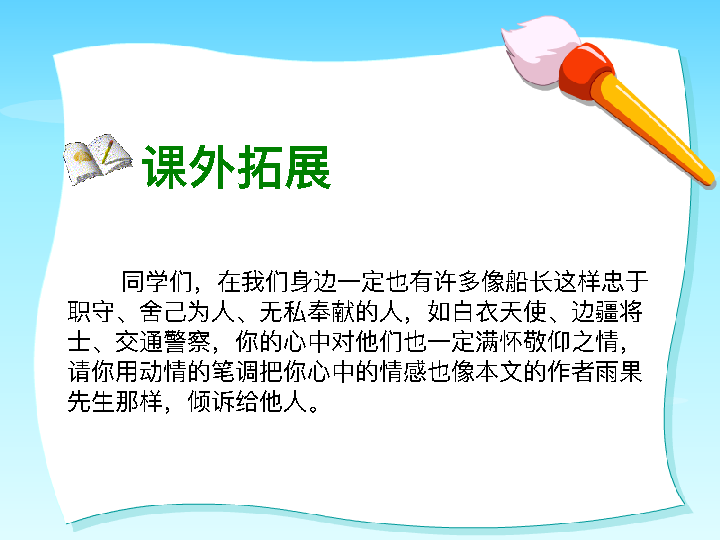 课外拓展
同学们，在我们身边一定也有许多像船长这样忠于
职守、舍己为人、无私奉献的人，如白衣天使、边疆将
士、交通警察，你的心中对他们也一定满怀敬仰之情，
请你用动情的笔调把你心中的情感也像本文的作者雨果
先生那样，倾诉给他人。